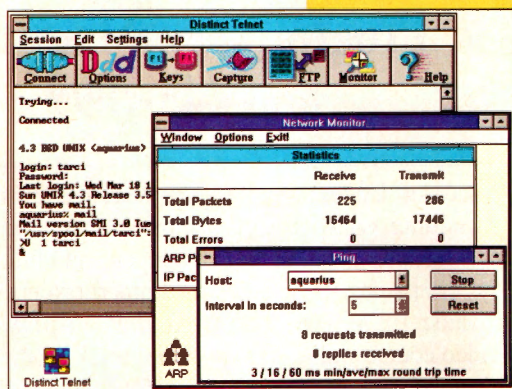 Distinct Telnet
Session Edit Settings Help
Connect Options Keys Capture FTP Monitor Help
Trying...
Connected
4.3 BSD UNIX (aquarius)
login: tarci
Password:
Last login: Wed Mar 18 1
Sun UNIX 4.3 Release 3.5
You have mail.
aquarius% mail
Mail version SMI 3.0 Tue
"/usr/spool/mail/tarci":
>U 1 tarci
&
Distinct Telnet
Network Monitor
Window Options Exit!
Statistics
Receive Transmit
Total Packets 225 286
Total Bytes 16464 17446
Total Errors 0 0
ARP P
IP Pac
ARP
Ping
Host: aquarius Stop
Interval in seconds: 5 Reset
8 requests transmitted
8 replies received
3 / 16 / 60 ms min/ave/max round trip time